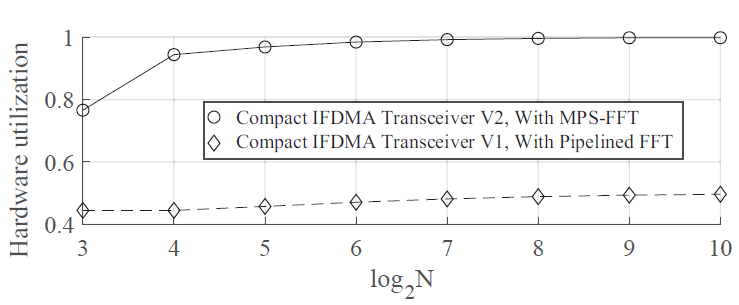 Hardware utilization
1
0.8
0.6
0.4
Compact IFDMA Transceiver V2, With MPS-FFT
Compact IFDMA Transceiver V1, With Pipelined FFT
3 4 5 6 7 8 9 10
log₂N